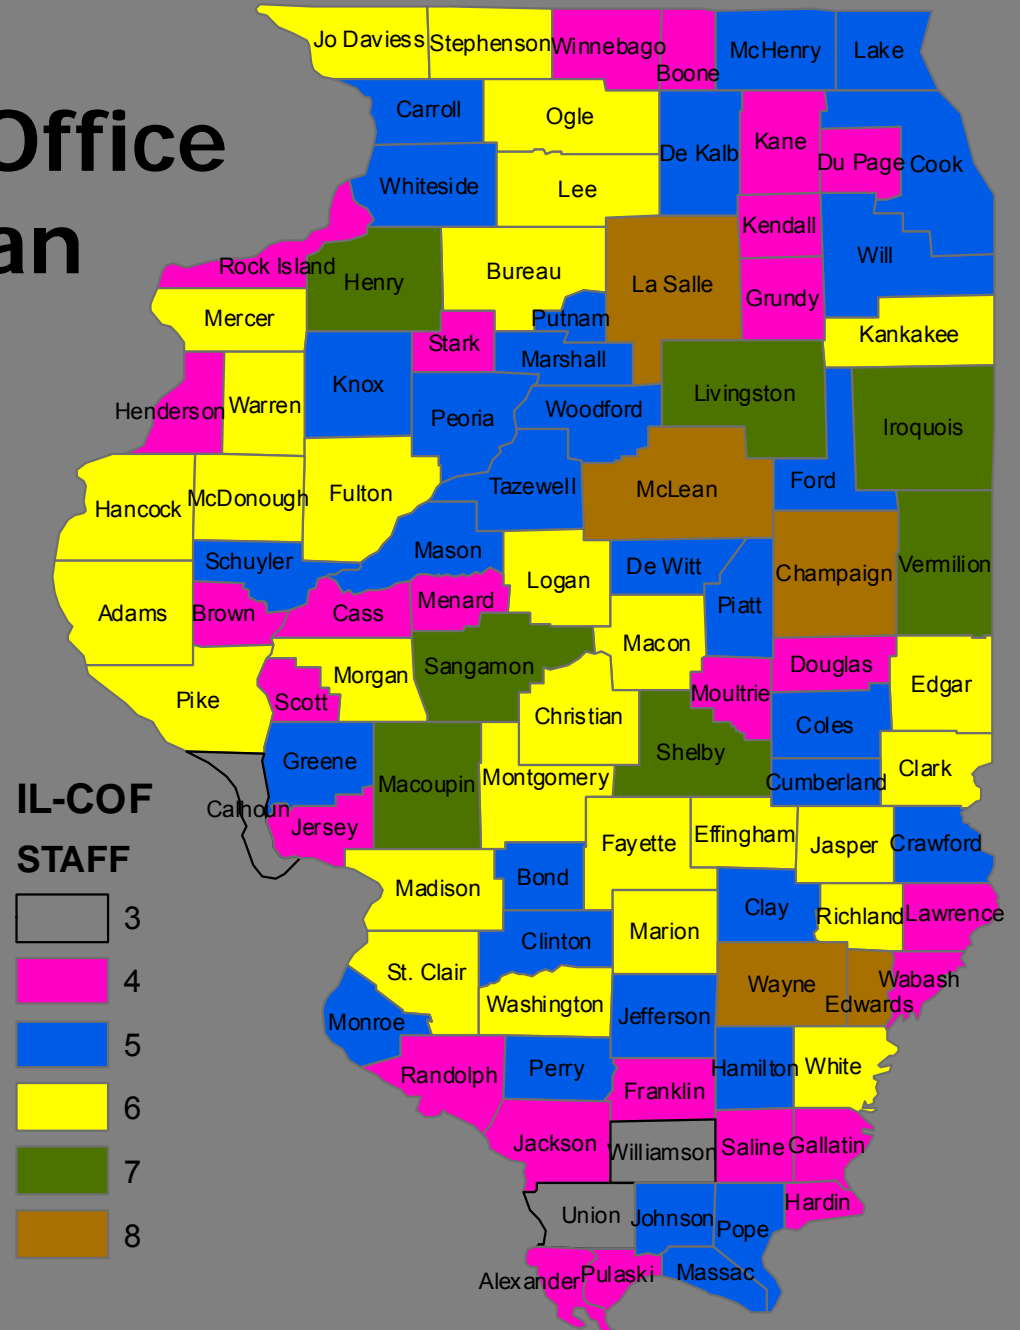 Jo Daviess Stephenson Winnebago Boone McHenry Lake
Carroll Ogle De Kalb Kane Du Page Cook
Office
Whiteside Lee Kendall Will
an
Rock Island Henry Bureau La Salle Grundy
Mercer Stark Putnam Kankakee
Marshall
Knox Peoria Woodford Livingston
Henderson Warren Iroquois
Hancock McDonough Fulton Tazewell McLean Ford
Schuyler Mason De Witt Champaign Vermilion
Adams Brown Cass Menard Logan Piatt
Macon
Pike Scott Morgan Sangamon Moultrie Douglas Edgar
Christian Coles
Greene Macoupin Montgomery Shelby Cumberland Clark
Calhoun Jersey Fayette Effingham Jasper Crawford
Madison Bond Clay Richland Lawrence
Clinton Marion
St. Clair Washington Wayne Edwards Wabash
Monroe Jefferson
Randolph Perry Franklin Hamilton White
Jackson Williamson Saline Gallatin
Union Johnson Pope Hardin
Alexander Pulaski Massac
IL-COF
STAFF
3
4
5
6
7
8